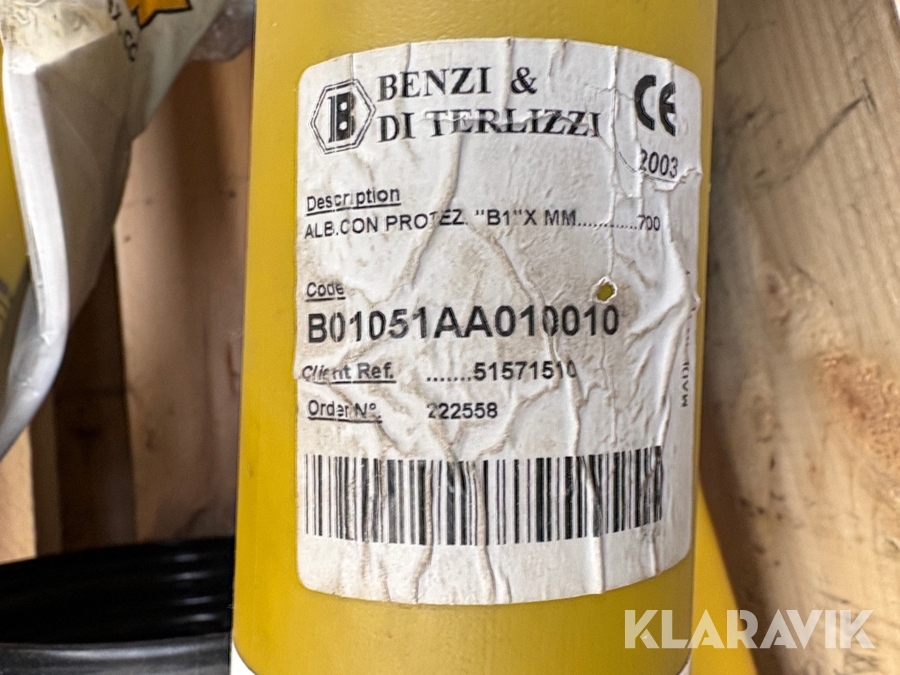 B
BENZI &
DI TERLIZZI
CE
2003
Description
ALB.CON PROTEZ. "B1"X MM.............700
Code
B01051AA010010
Client Ref. .......51571510
Order N°. 222558
KLARAVIK